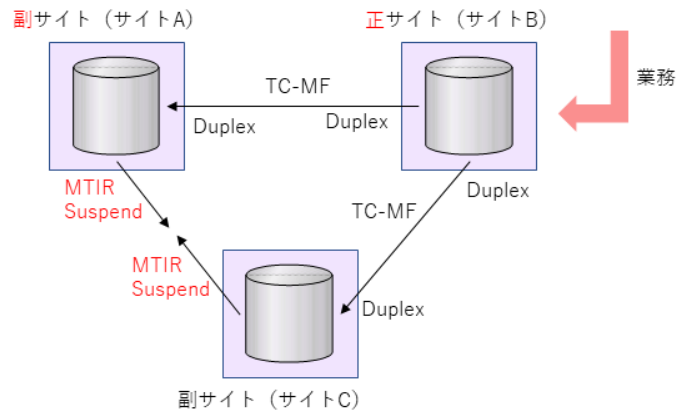 副サイト（サイトA）
正サイト（サイトB）
業務
TC-MF
Duplex
Duplex
MTIR
Suspend
Duplex
TC-MF
MTIR
Suspend
Duplex
副サイト（サイトC）